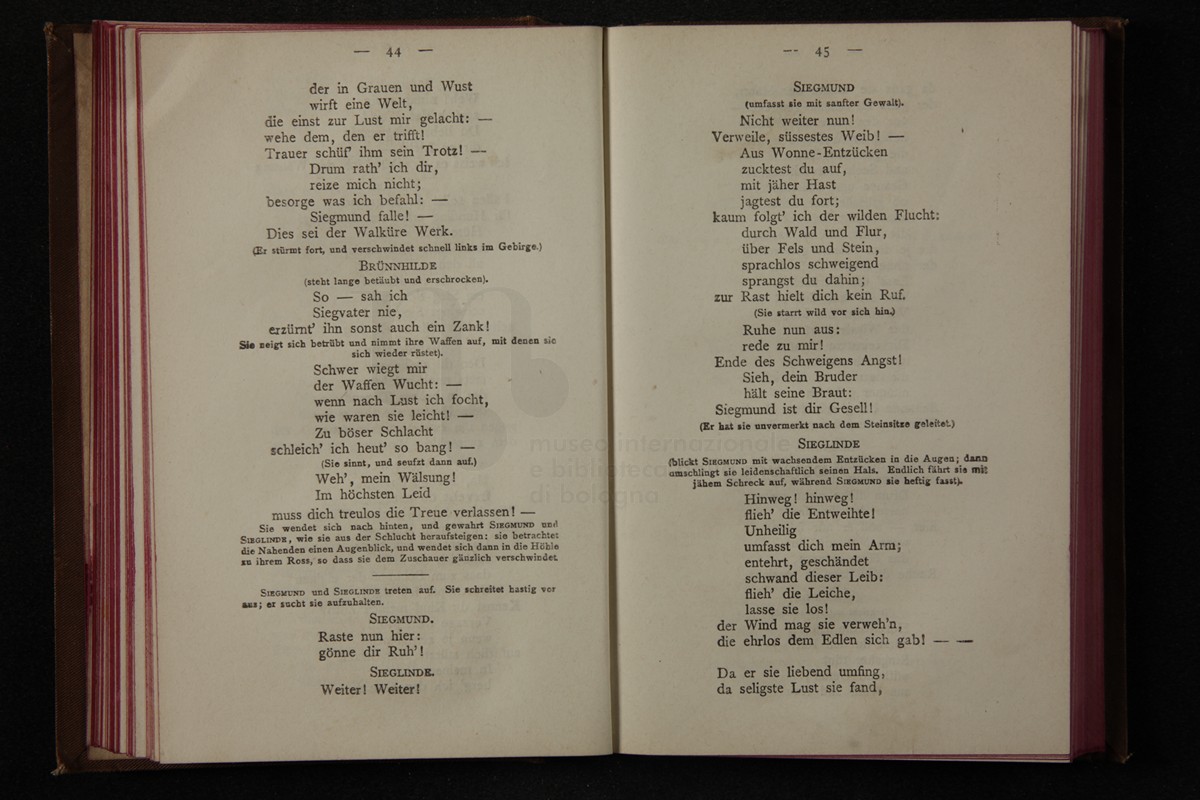 — 44 —
der in Grauen und Wust
wirft eine Welt,
die einst zur Lust mir gelacht: —
wehe dem, den er trifft!
Trauer schüf' ihm sein Trotz! —
Drum rath' ich dir,
reize mich nicht;
besorge was ich befahl: —
Siegmund falle! —
Dies sei der Walküre Werk.
(Er stürmt fort, und verschwindet schnell links im Gebirge.)
BRÜNNHILDE
(steht lange betäubt und erschrocken).
So — sah ich
Siegvater nie,
erzürnt' ihn sonst auch ein Zank!
Sie neigt sich betrübt und nimmt ihre Waffen auf, mit denen sie
sich wieder rüstet).
Schwer wiegt mir
der Waffen Wucht: —
wenn nach Lust ich focht,
wie waren sie leicht! —
Zu böser Schlacht
schleich' ich heut' so bang! —
(Sie sinnt, und seufzt dann auf.)
Weh', mein Wälsung!
Im höchsten Leid
muss dich treulos die Treue verlassen! —
Sie wendet sich nach hinten, und gewahrt SIEGMUND und
SIEGLINDE, wie sie aus der Schlucht heraufsteigen: sie betrachtet
die Nahenden einen Augenblick, und wendet sich dann in die Höhle
zu ihrem Ross, so dass sie dem Zuschauer gänzlich verschwindet.
SIEGMUND und SIEGLINDE treten auf. Sie schreitet hastig vor
aus; er sucht sie aufzuhalten.
SIEGMUND.
Raste nun hier:
gönne dir Ruh'!
SIEGLINDE.
Weiter! Weiter!
— 45 —
SIEGMUND
(umfasst sie mit sanfter Gewalt).
Nicht weiter nun!
Verweile, süssestes Weib! —
Aus Wonne-Entzücken
zucktest du auf,
mit jäher Hast
jagtest du fort;
kaum folgt' ich der wilden Flucht:
durch Wald und Flur,
über Fels und Stein,
sprachlos schweigend
sprangst du dahin;
zur Rast hielt dich kein Ruf.
(Sie starrt wild vor sich hin.)
Ruhe nun aus:
rede zu mir!
Ende des Schweigens Angst!
Sieh, dein Bruder
hält seine Braut:
Siegmund ist dir Gesell!
(Er hat sie unvermerkt nach dem Steinsitze geleitet.)
SIEGLINDE
(blickt SIEGMUND mit wachsendem Entzücken in die Augen; dann
umschlingt sie leidenschaftlich seinen Hals. Endlich fährt sie mit
jähem Schreck auf, während SIEGMUND sie heftig fasst).
Hinweg! hinweg!
flieh' die Entweihte!
Unheilig
umfasst dich mein Arm;
entehrt, geschändet
schwand dieser Leib:
flieh' die Leiche,
lasse sie los!
der Wind mag sie verweh'n,
die ehrlos dem Edlen sich gab! — —
Da er sie liebend umfing,
da seligste Lust sie fand,
museo internazionale
e biblioteca
di bologna